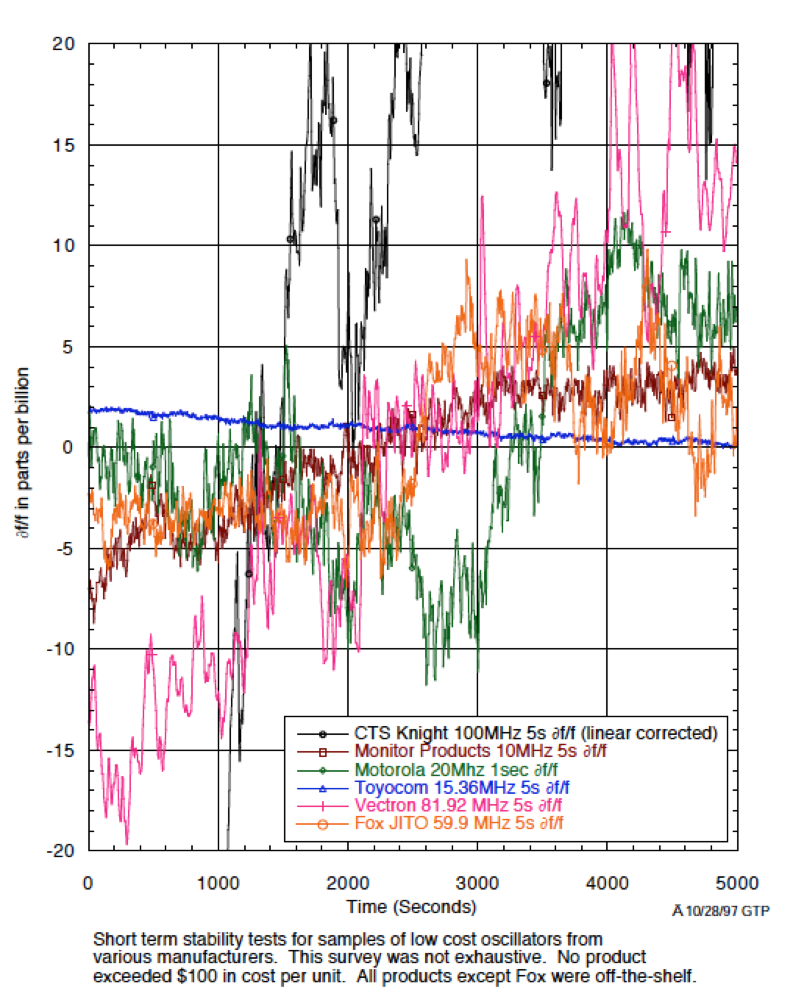 20
15
10
5
0
-5
-10
-15
-20
∂f/f in parts per billion
CTS Knight 100MHz 5s ∂f/f (linear corrected)
Monitor Products 10MHz 5s ∂f/f
Motorola 20Mhz 1sec ∂f/f
Toyocom 15.36MHz 5s ∂f/f
Vectron 81.92 MHz 5s ∂f/f
Fox JITO 59.9 MHz 5s ∂f/f
0 1000 2000 3000 4000 5000
Time (Seconds)
Ā 10/28/97 GTP
Short term stability tests for samples of low cost oscillators from
various manufacturers. This survey was not exhaustive. No product
exceeded $100 in cost per unit. All products except Fox were off-the-shelf.